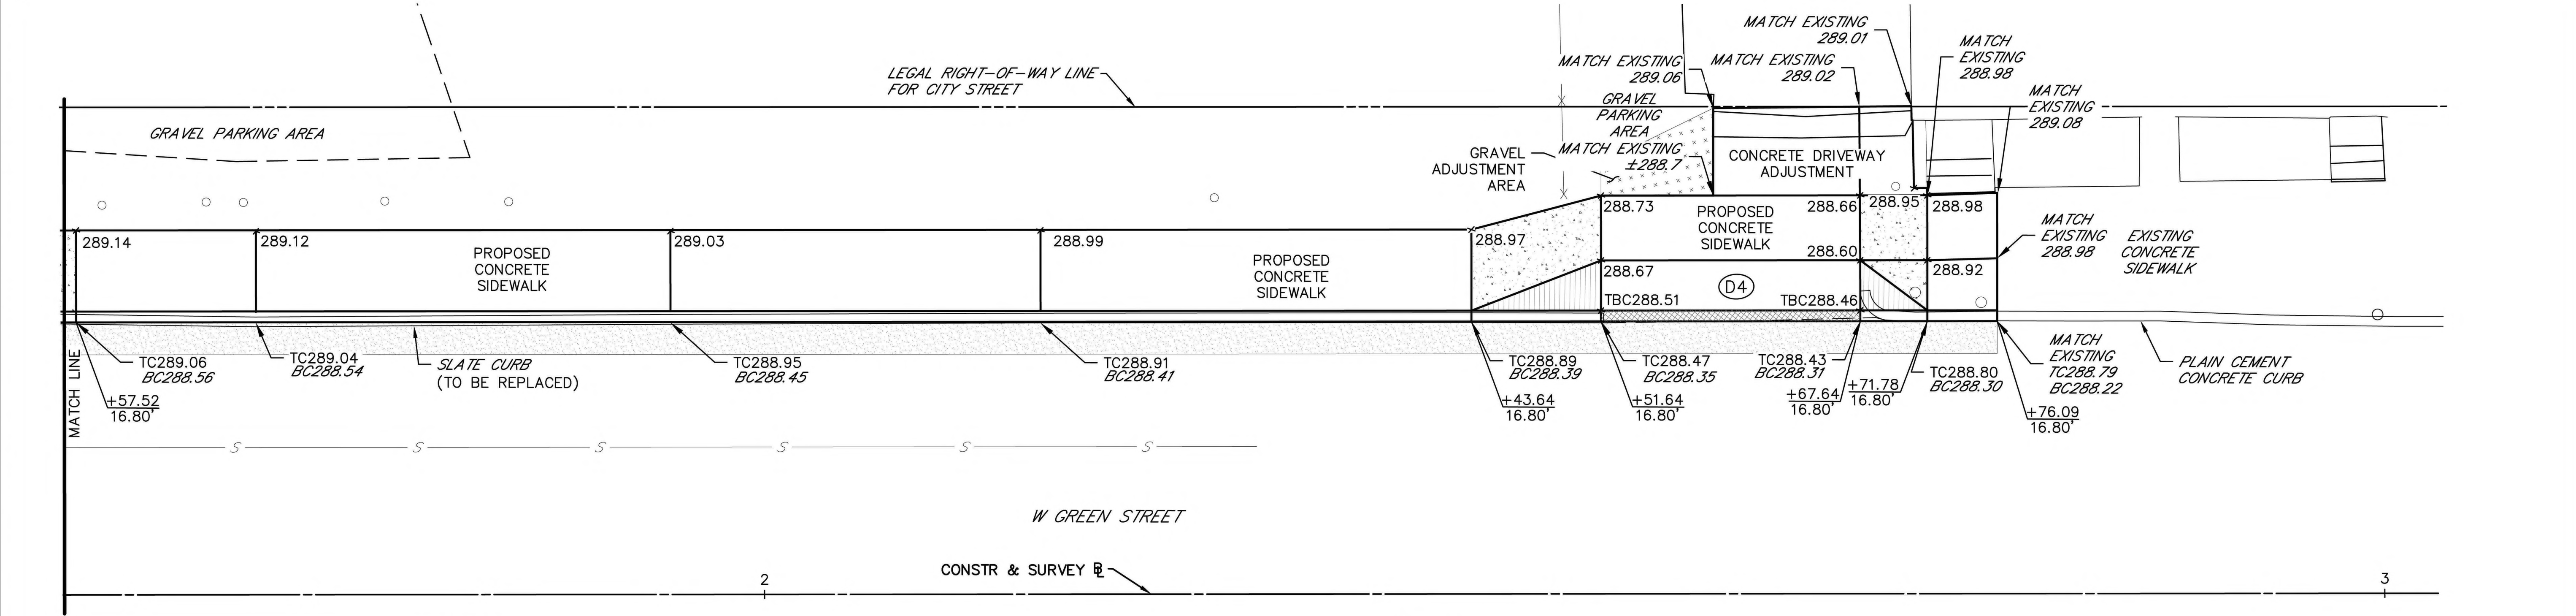 MATCH EXISTING
289.01
MATCH
EXISTING
288.98
MATCH EXISTING
289.06
MATCH EXISTING
289.02
LEGAL RIGHT-OF-WAY LINE
FOR CITY STREET
MATCH
EXISTING
289.08
GRAVEL
PARKING
AREA
GRAVEL PARKING AREA
GRAVEL
ADJUSTMENT
AREA
MATCH EXISTING
±288.7
CONCRETE DRIVEWAY
ADJUSTMENT
289.14
289.12
PROPOSED
CONCRETE
SIDEWALK
289.03
288.99
PROPOSED
CONCRETE
SIDEWALK
288.97
288.73
PROPOSED
CONCRETE
SIDEWALK
288.66
288.95
288.98
288.60
288.67
288.92
MATCH
EXISTING
288.98
EXISTING
CONCRETE
SIDEWALK
TBC288.51
D4
TBC288.46
MATCH LINE
TC289.06
BC288.56
+57.52
16.80'
TC289.04
BC288.54
SLATE CURB
(TO BE REPLACED)
TC288.95
BC288.45
TC288.91
BC288.41
TC288.89
BC288.39
+43.64
16.80'
TC288.47
BC288.35
+51.64
16.80'
TC288.43
BC288.31
+67.64
16.80'
+71.78
16.80'
TC288.80
BC288.30
MATCH
EXISTING
TC288.79
BC288.22
+76.09
16.80'
PLAIN CEMENT
CONCRETE CURB
S S S S S S
W GREEN STREET
CONSTR & SURVEY BL
2
3